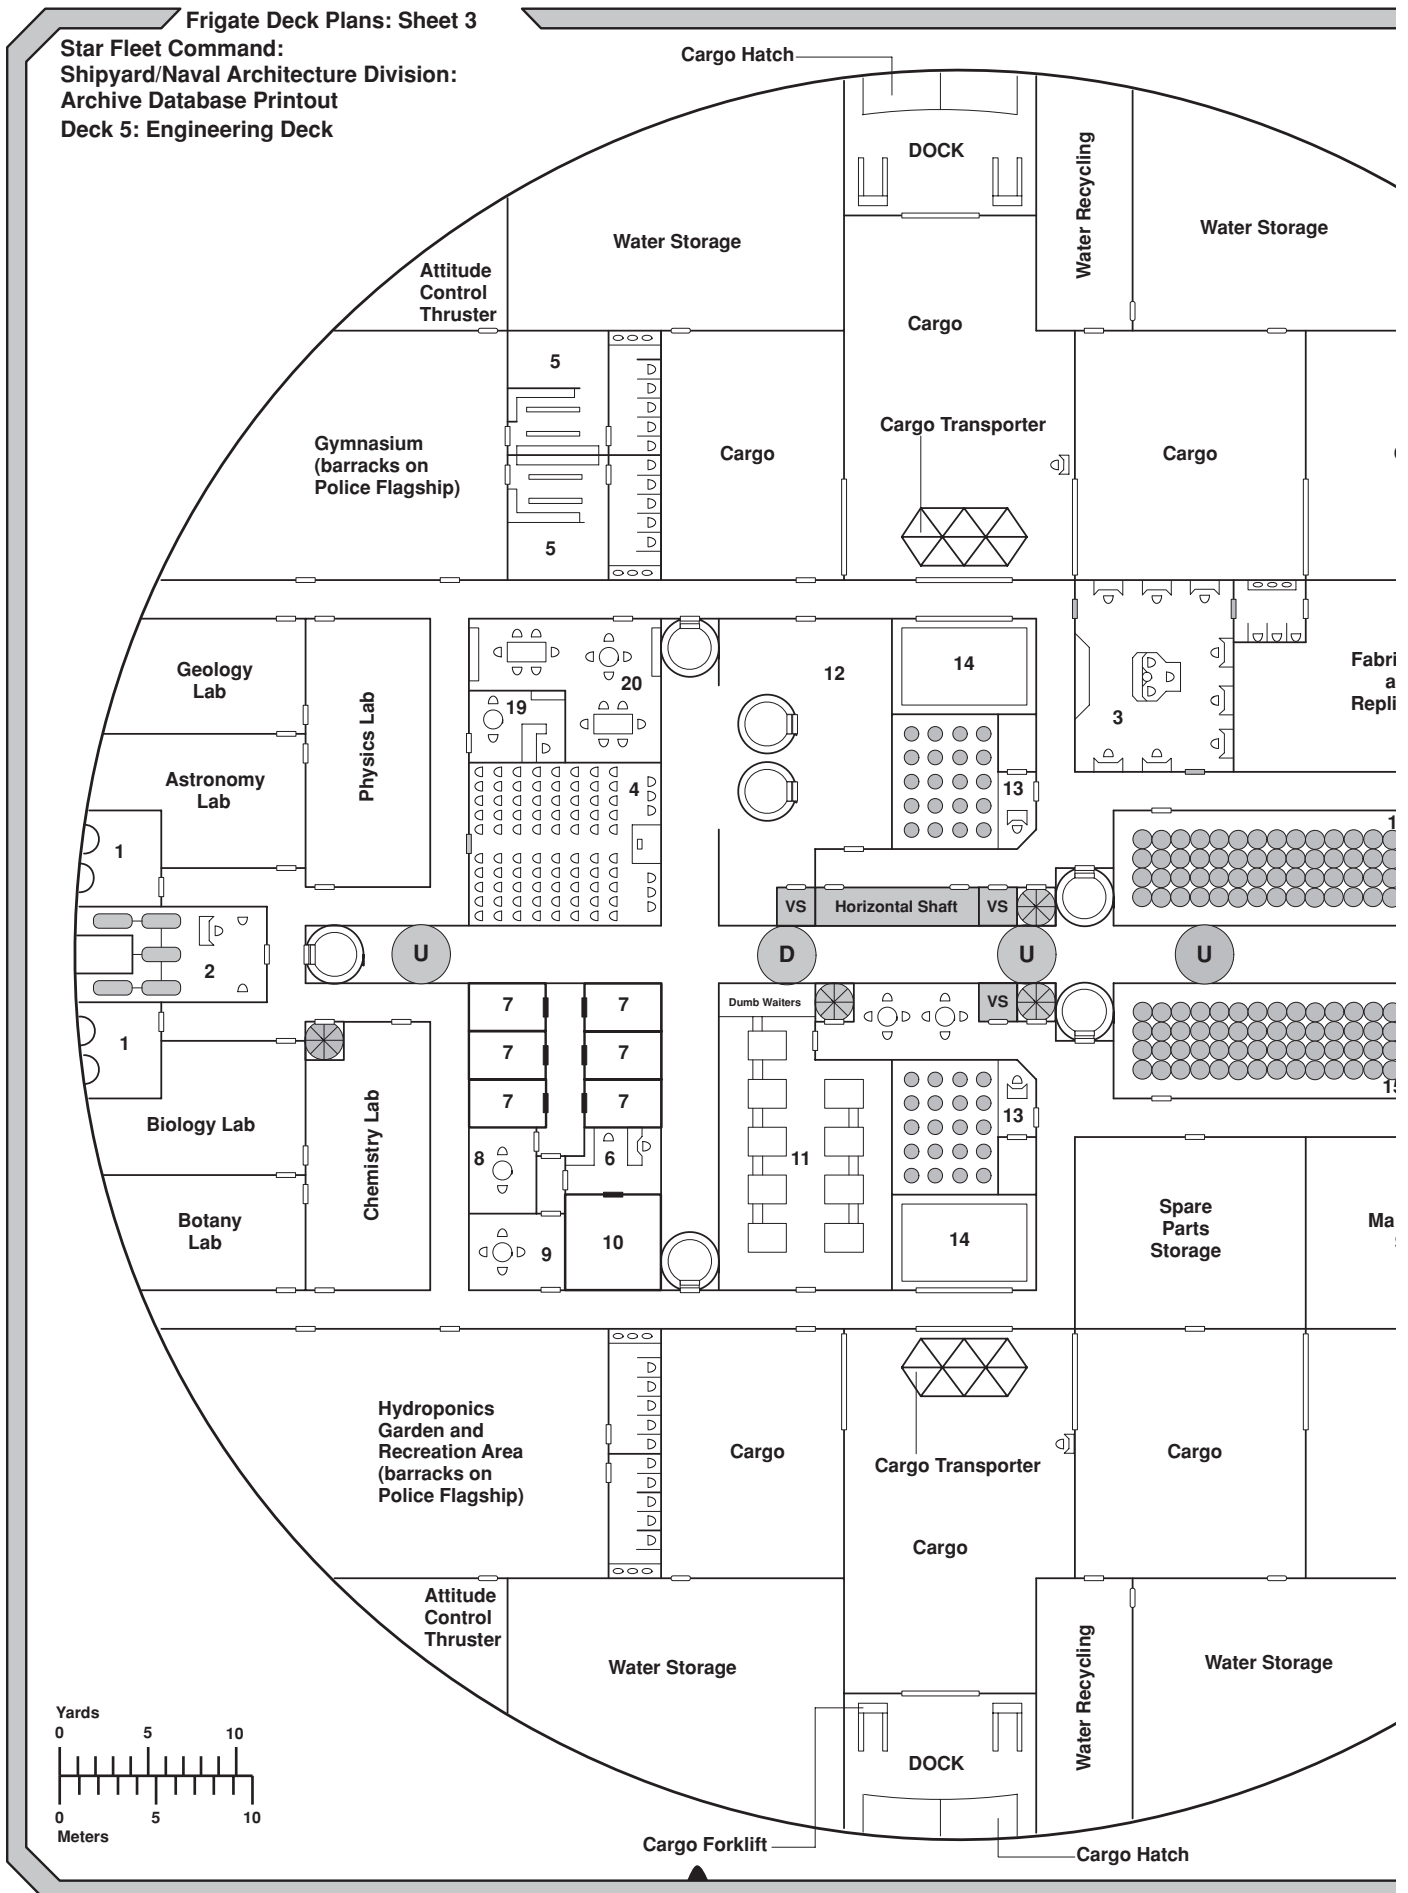 Frigate Deck Plans: Sheet 3
Star Fleet Command:
Shipyard/Naval Architecture Division:
Archive Database Printout
Deck 5: Engineering Deck
Cargo Hatch
DOCK
Water Recycling
Water Storage
Water Storage
Attitude
Control
Thruster
Cargo
5
Gymnasium
(barracks on
Police Flagship)
Cargo
Cargo Transporter
Cargo
5
Geology
Lab
Physics Lab
20
19
12
14
3
Fabri
a
Repli
Astronomy
Lab
4
13
1
1
VS
Horizontal Shaft
VS
2
U
D
U
U
7
7
Dumb Waiters
VS
1
7
7
7
7
13
15
Biology Lab
Chemistry Lab
8
6
11
Botany
Lab
9
10
14
Spare
Parts
Storage
Ma
Hydroponics
Garden and
Recreation Area
(barracks on
Police Flagship)
Cargo
Cargo Transporter
Cargo
Cargo
Attitude
Control
Thruster
Water Storage
Water Recycling
Water Storage
Yards
0 5 10
0 5 10
Meters
DOCK
Cargo Forklift
Cargo Hatch